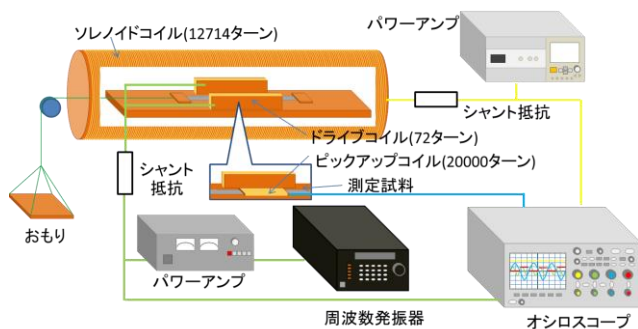 ソレノイドコイル(12714ターン)
パワーアンプ
シャント抵抗
ドライブコイル(72ターン)
ピックアップコイル(20000ターン)
測定試料
シャント
抵抗
おもり
パワーアンプ
周波数発振器
オシロスコープ